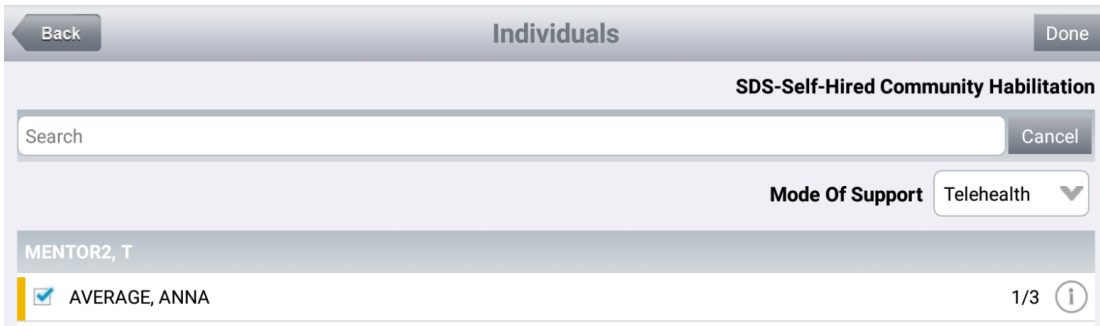 Back Individuals Done
SDS-Self-Hired Community Habilitation
Search Cancel
Mode Of Support Telehealth
MENTOR2, T
AVERAGE, ANNA 1/3 i